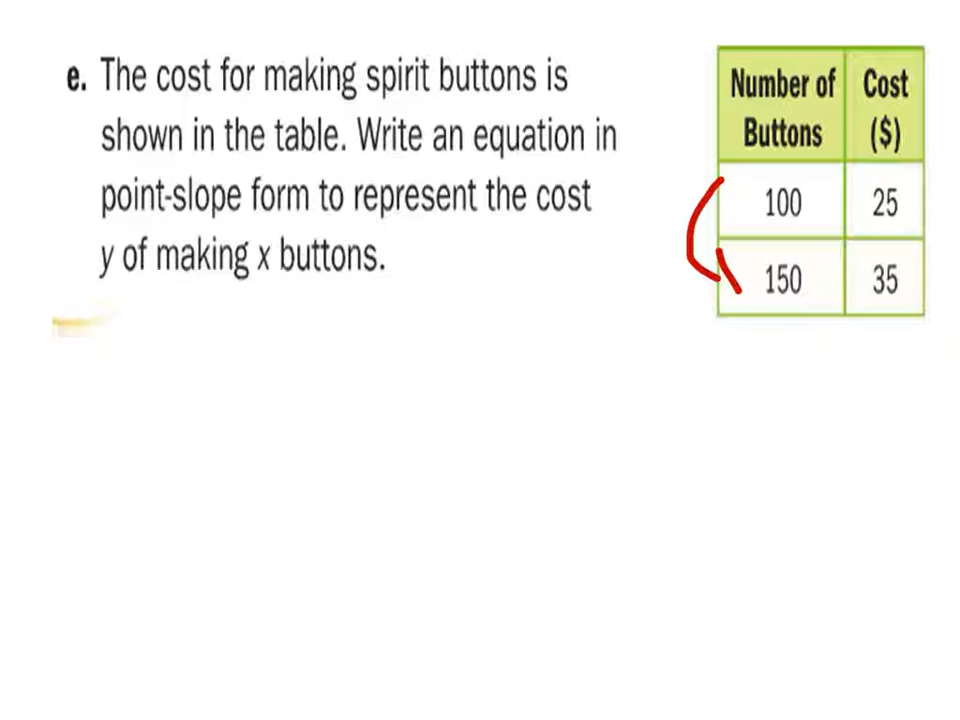 e. The cost for making spirit buttons is
shown in the table. Write an equation in
point-slope form to represent the cost
y of making x buttons.
Number of Buttons Cost ($)
100 25
150 35